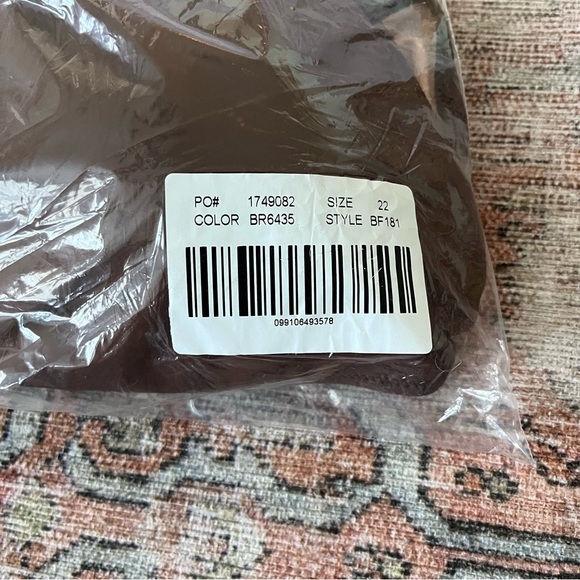 PO# 1749082 SIZE 22
COLOR BR6435 STYLE BF181
099106493578